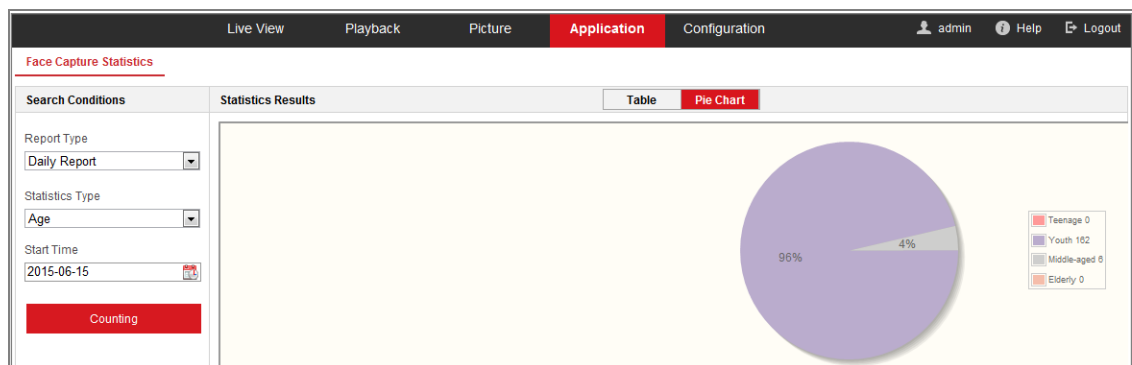 Live View Playback Picture Application Configuration admin Help Logout
Face Capture Statistics
Search Conditions
Statistics Results Table Pie Chart
Report Type
Daily Report
Statistics Type
Age
Start Time
2015-06-15
Counting
96%
4%
Teenage 0
Youth 162
Middle-aged 6
Elderly 0